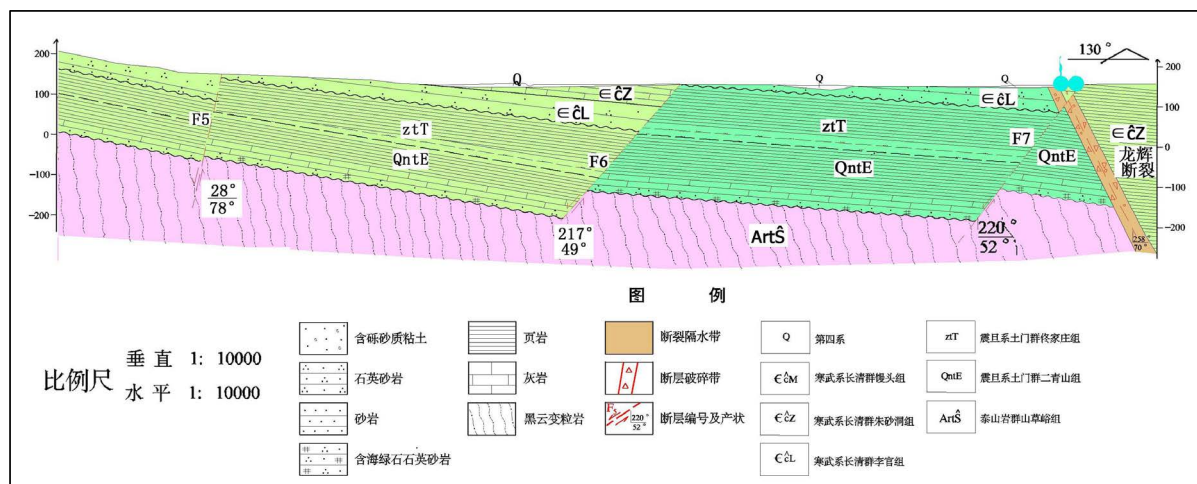 130°
200
100
0
-100
-200
200
100
0
-100
-200
Q
∈ĉZ
∈ĉL
ztT
QntE
F5
F6
ztT
QntE
∈ĉL
F7
QntE
∈ĉZ
龙辉
断裂
28°
78°
217°
49°
ArtŜ
220°
52°
258°
70°
图 例
比例尺
垂直 1: 10000
水平 1: 10000
含砾砂质粘土
石英砂岩
砂岩
含海绿石石英砂岩
页岩
灰岩
黑云变粒岩
断裂隔水带
断层破碎带
220°
52°
断层编号及产状
Q 第四系
∈ĉM 寒武系长清群馒头组
∈ĉZ 寒武系长清群朱砂洞组
∈ĉL 寒武系长清群李官组
ztT 震旦系土门群佟家庄组
QntE 震旦系土门群二青山组
ArtŜ 泰山岩群山草峪组